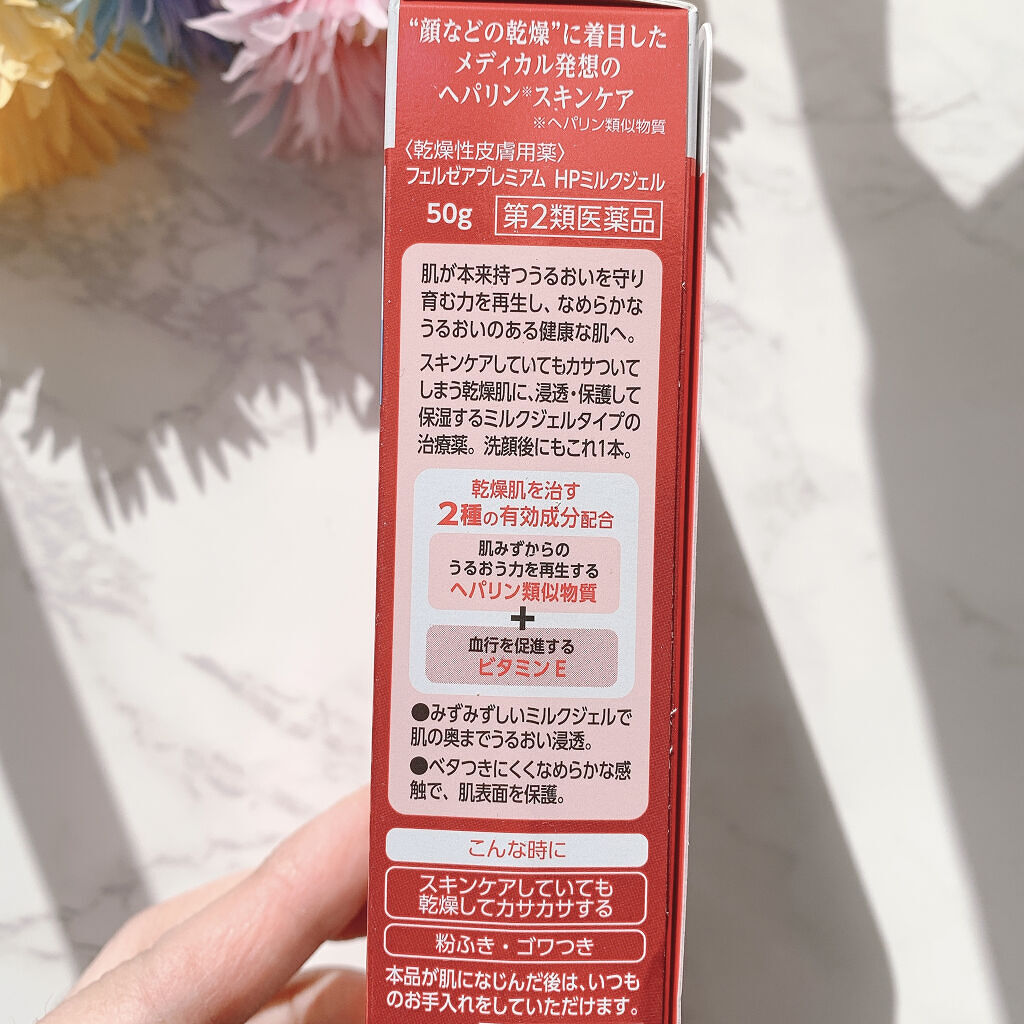 “顔などの乾燥”に着目した
メディカル発想の
ヘパリン※スキンケア
※ヘパリン類似物質
〈乾燥性皮膚用薬〉
フェルゼアプレミアム HPミルクジェル
50g 第2類医薬品
肌が本来持つうるおいを守り
育む力を再生し、なめらかな
うるおいのある健康な肌へ。
スキンケアしていてもカサついて
しまう乾燥肌に、浸透・保護して
保湿するミルクジェルタイプの
治療薬。洗顔後にもこれ1本。
乾燥肌を治す
2種の有効成分配合
肌みずからの
うるおう力を再生する
ヘパリン類似物質
+
血行を促進する
ビタミンE
●みずみずしいミルクジェルで
肌の奥までうるおい浸透。
●ベタつきにくくなめらかな感
触で、肌表面を保護。
こんな時に
スキンケアしていても
乾燥してカサカサする
粉ふき・ゴワつき
本品が肌になじんだ後は、いつも
のお手入れをしていただけます。